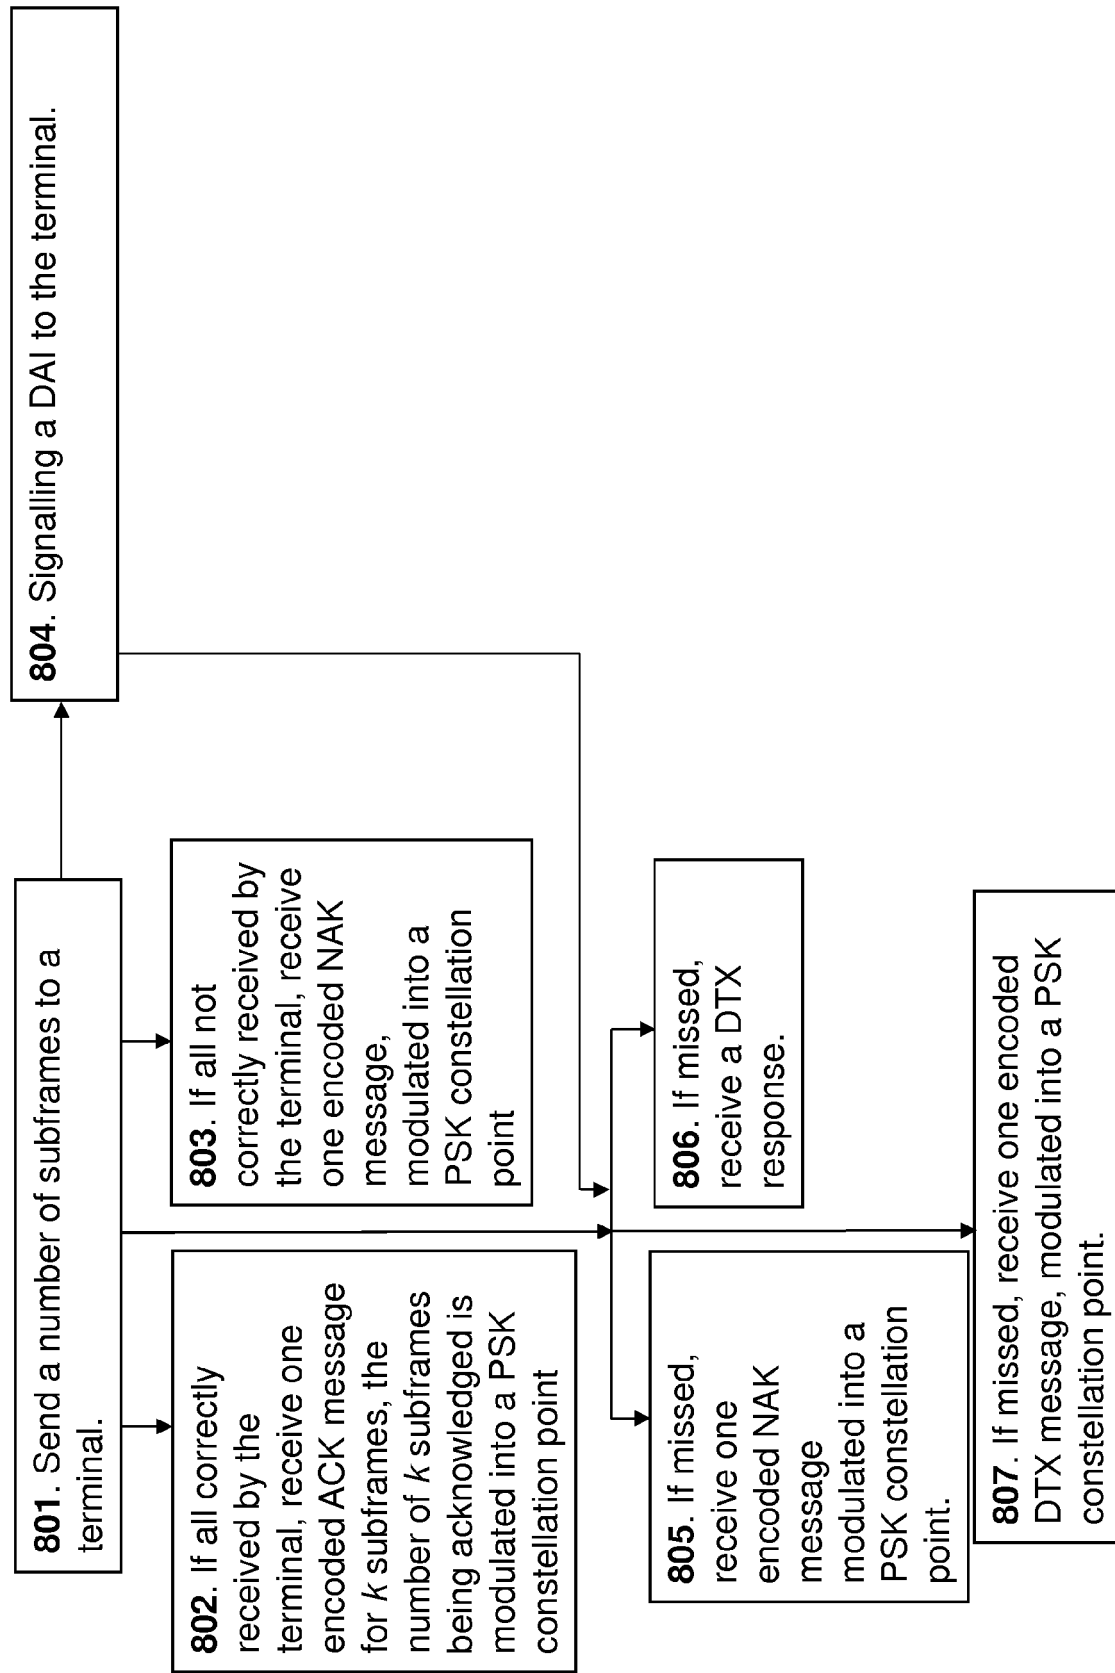 801. Send a number of subframes to a
terminal.
804. Signalling a DAI to the terminal.
802. If all correctly
received by the
terminal, receive one
encoded ACK message
for k subframes, the
number of k subframes
being acknowledged is
modulated into a PSK
constellation point
803. If all not
correctly received by
the terminal, receive
one encoded NAK
message,
modulated into a
PSK constellation
point
805. If missed,
receive one
encoded NAK
message
modulated into a
PSK constellation
point.
806. If missed,
receive a DTX
response.
807. If missed, receive one encoded
DTX message, modulated into a PSK
constellation point.